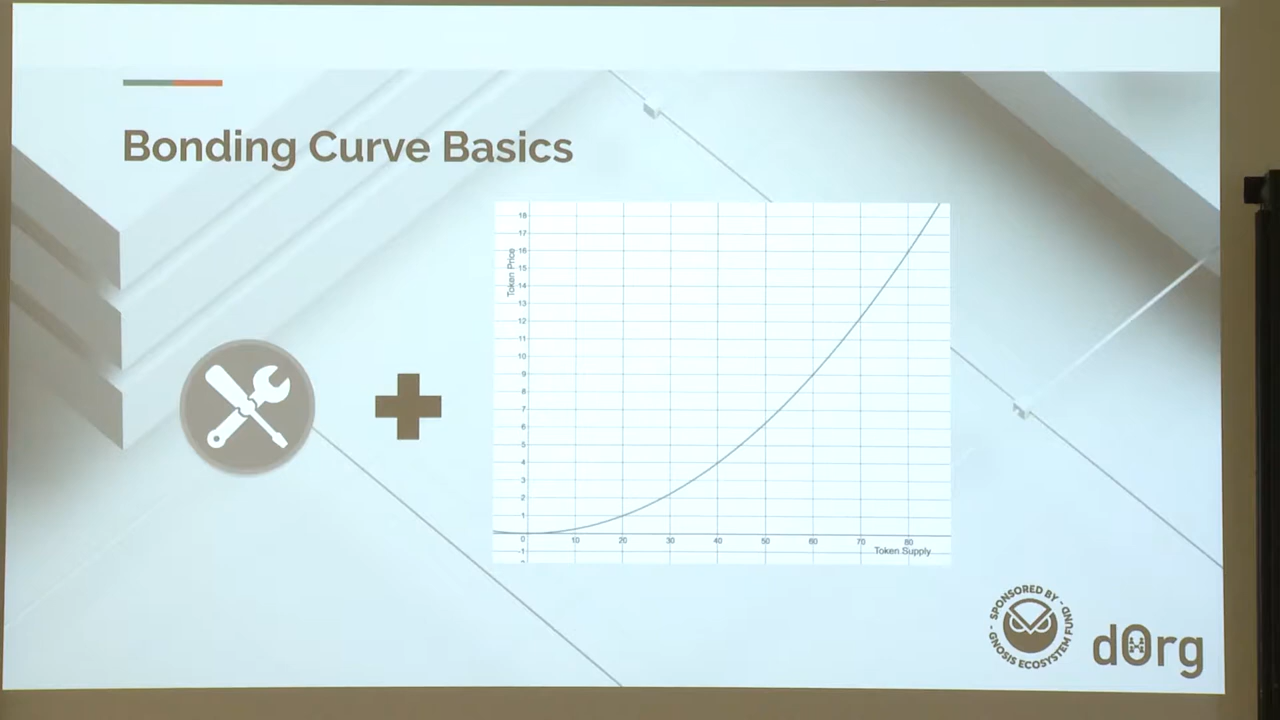 Bonding Curve Basics
Token Price
18
17
16
15
14
13
12
11
10
9
8
7
6
5
4
3
2
1
0
-1
10 20 30 40 50 60 70 80
Token Supply
- SPONSORED BY -
GNOSIS ECOSYSTEM FUND
dOrg